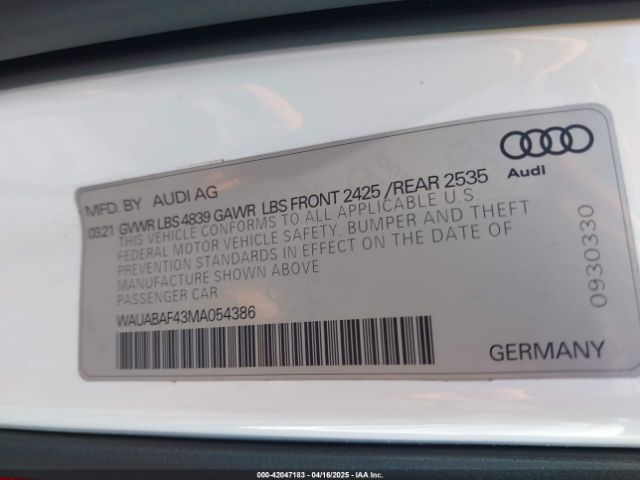 Audi
MFD. BY AUDI AG
0321 GVWR LBS 4839 GAWR LBS FRONT 2425 /REAR 2535
THIS VEHICLE CONFORMS TO ALL APPLICABLE U.S.
FEDERAL MOTOR VEHICLE SAFETY. BUMPER AND THEFT
PREVENTION STANDARDS IN EFFECT ON THE DATE OF
MANUFACTURE SHOWN ABOVE
PASSENGER CAR
WAUABAF43MA054386
GERMANY
0930330
000-42047183 - 04/16/2025 - IAA Inc.